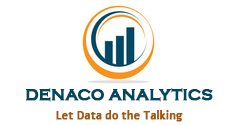 DENACO ANALYTICS
Let Data do the Talking